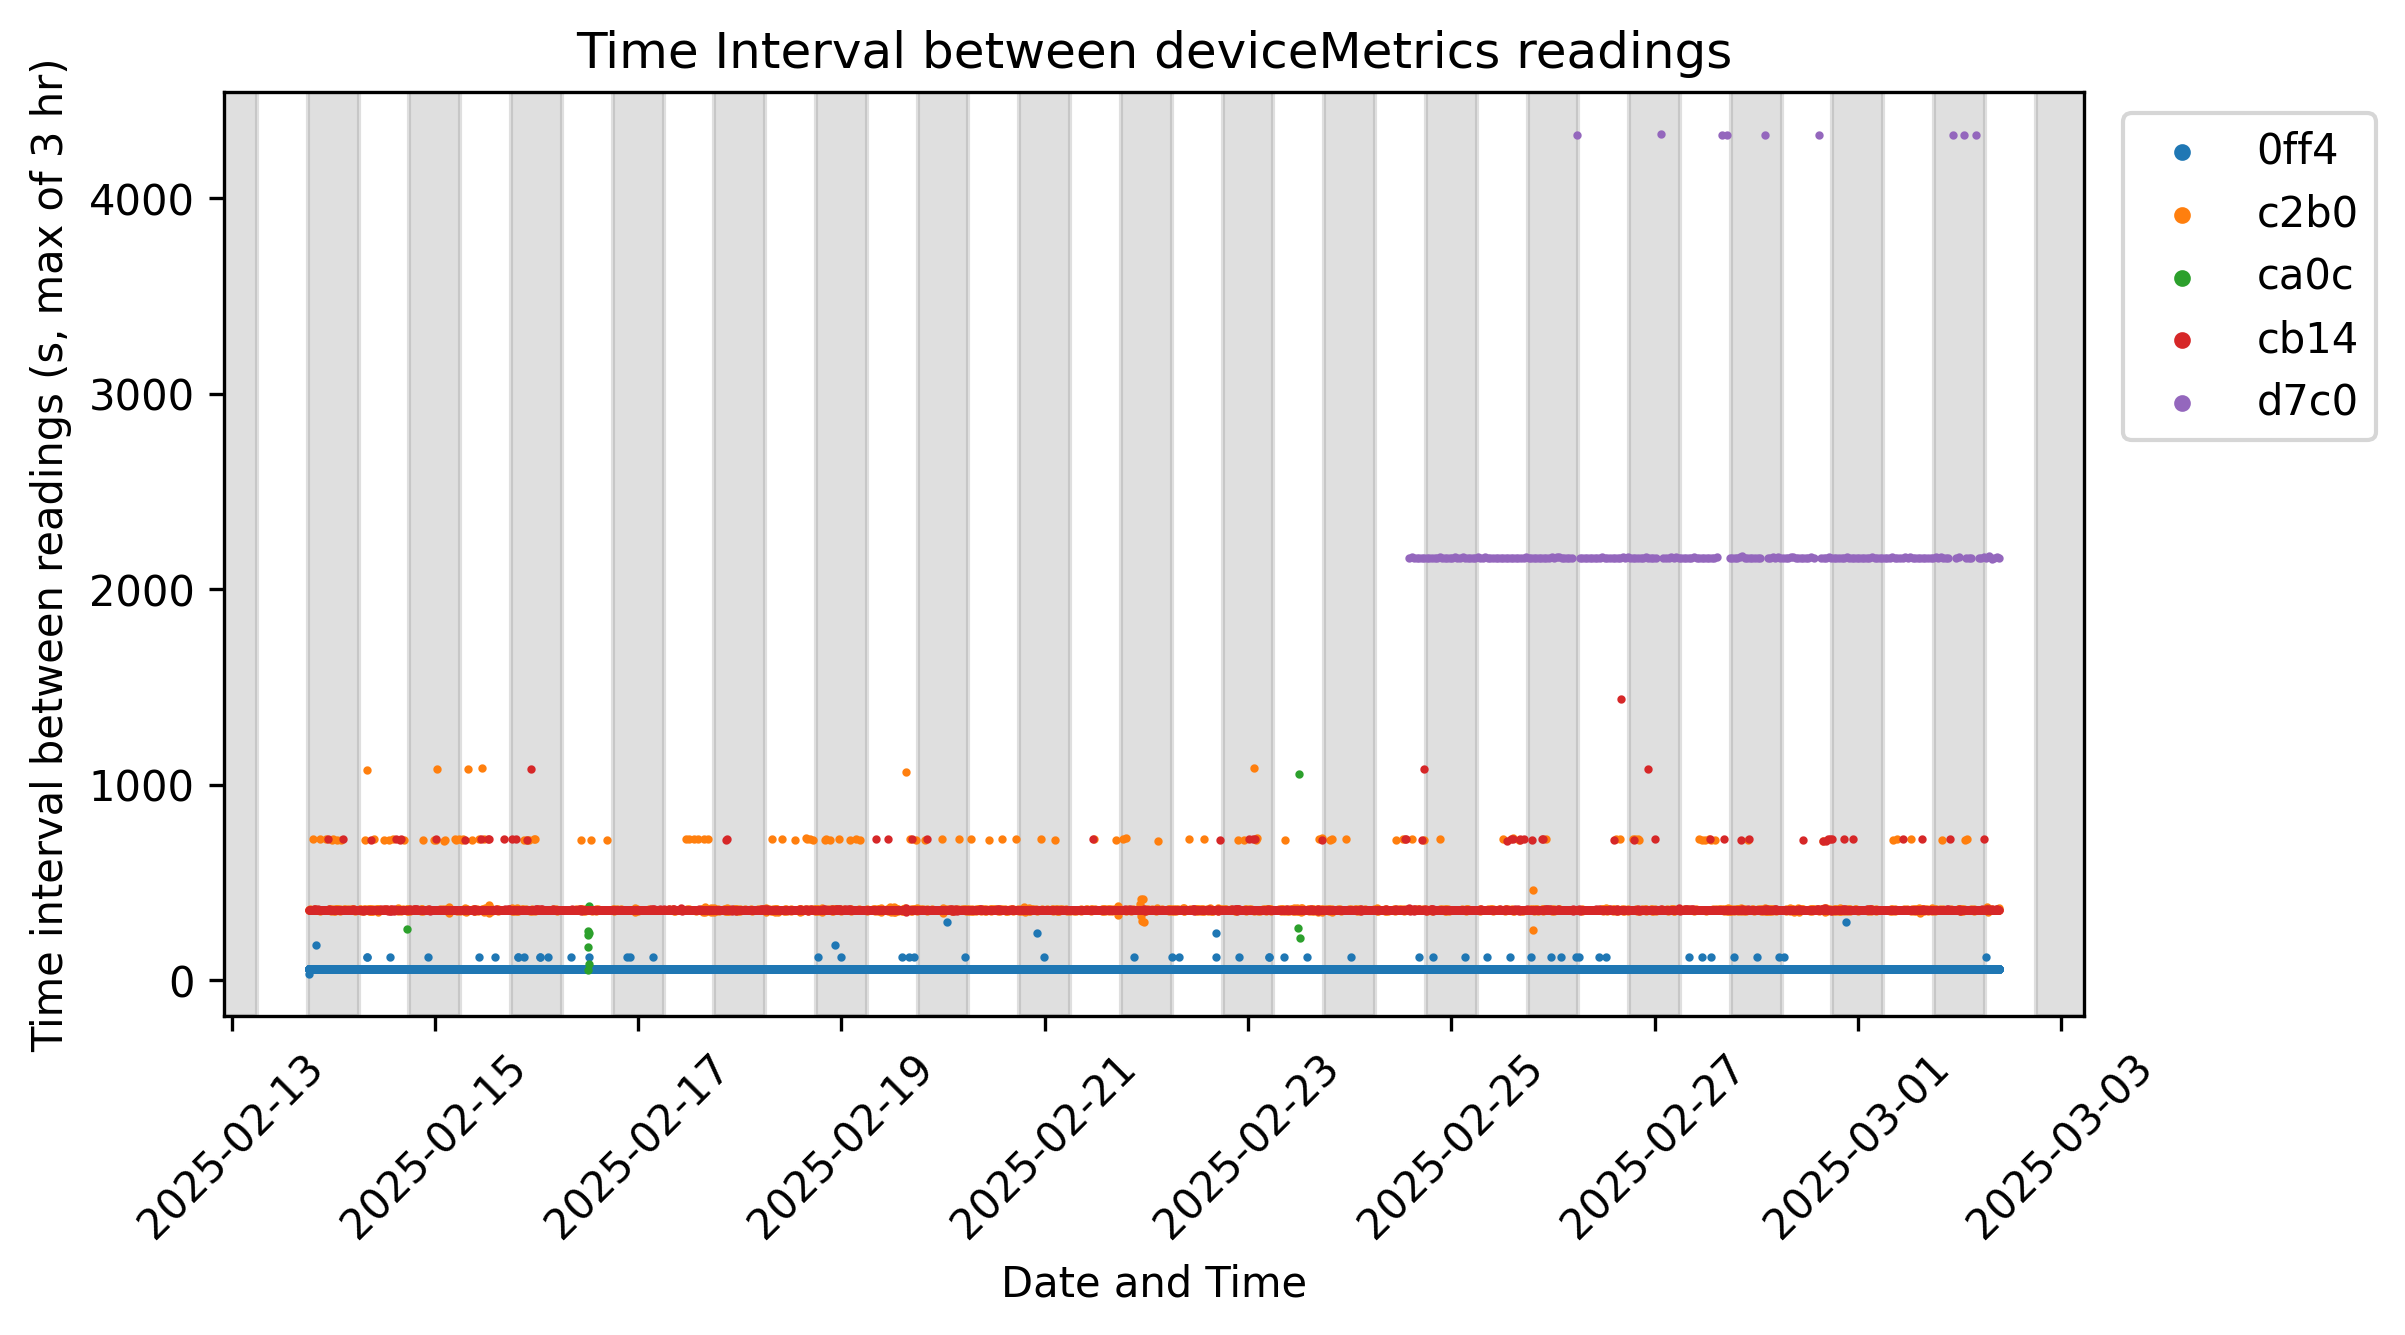 Time Interval between deviceMetrics readings
Time interval between readings (s, max of 3 hr)
4000
3000
2000
1000
0
2025-02-13
2025-02-15
2025-02-17
2025-02-19
2025-02-21
2025-02-23
2025-02-25
2025-02-27
2025-03-01
2025-03-03
Date and Time
0ff4
c2b0
ca0c
cb14
d7c0